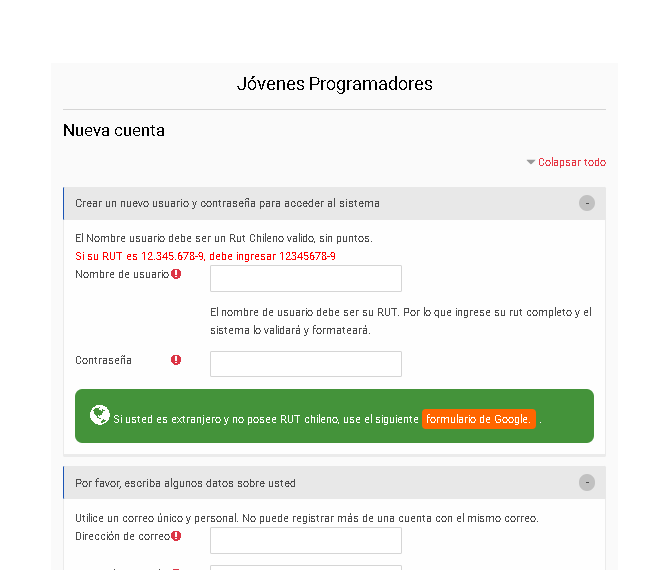 Jóvenes Programadores
Nueva cuenta
Colapsar todo
Crear un nuevo usuario y contraseña para acceder al sistema
-
El Nombre usuario debe ser un Rut Chileno valido, sin puntos.
Si su RUT es 12.345.678-9, debe ingresar 12345678-9
Nombre de usuario
El nombre de usuario debe ser su RUT. Por lo que ingrese su rut completo y el
sistema lo validará y formateará.
Contraseña
Si usted es extranjero y no posee RUT chileno, use el siguiente formulario de Google. .
Por favor, escriba algunos datos sobre usted
-
Utilice un correo único y personal. No puede registrar más de una cuenta con el mismo correo.
Dirección de correo